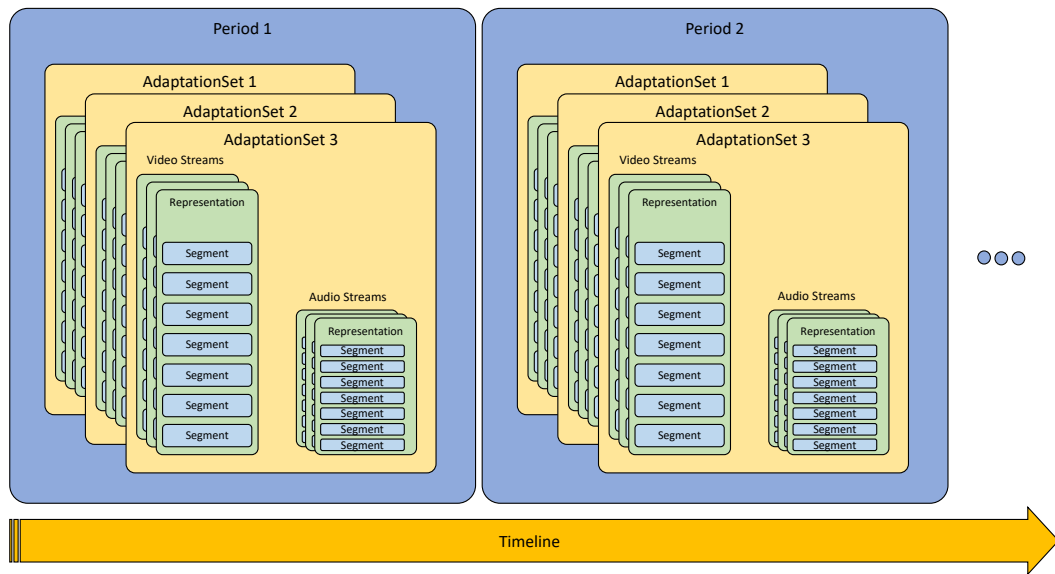 Period 1
AdaptationSet 1
AdaptationSet 2
AdaptationSet 3
Video Streams
Representation
Segment
Segment
Segment
Segment
Segment
Segment
Segment
Audio Streams
Representation
Segment
Segment
Segment
Segment
Segment
Segment
Segment
Period 2
AdaptationSet 1
AdaptationSet 2
AdaptationSet 3
Video Streams
Representation
Segment
Segment
Segment
Segment
Segment
Segment
Segment
Audio Streams
Representation
Segment
Segment
Segment
Segment
Segment
Segment
Segment
Timeline